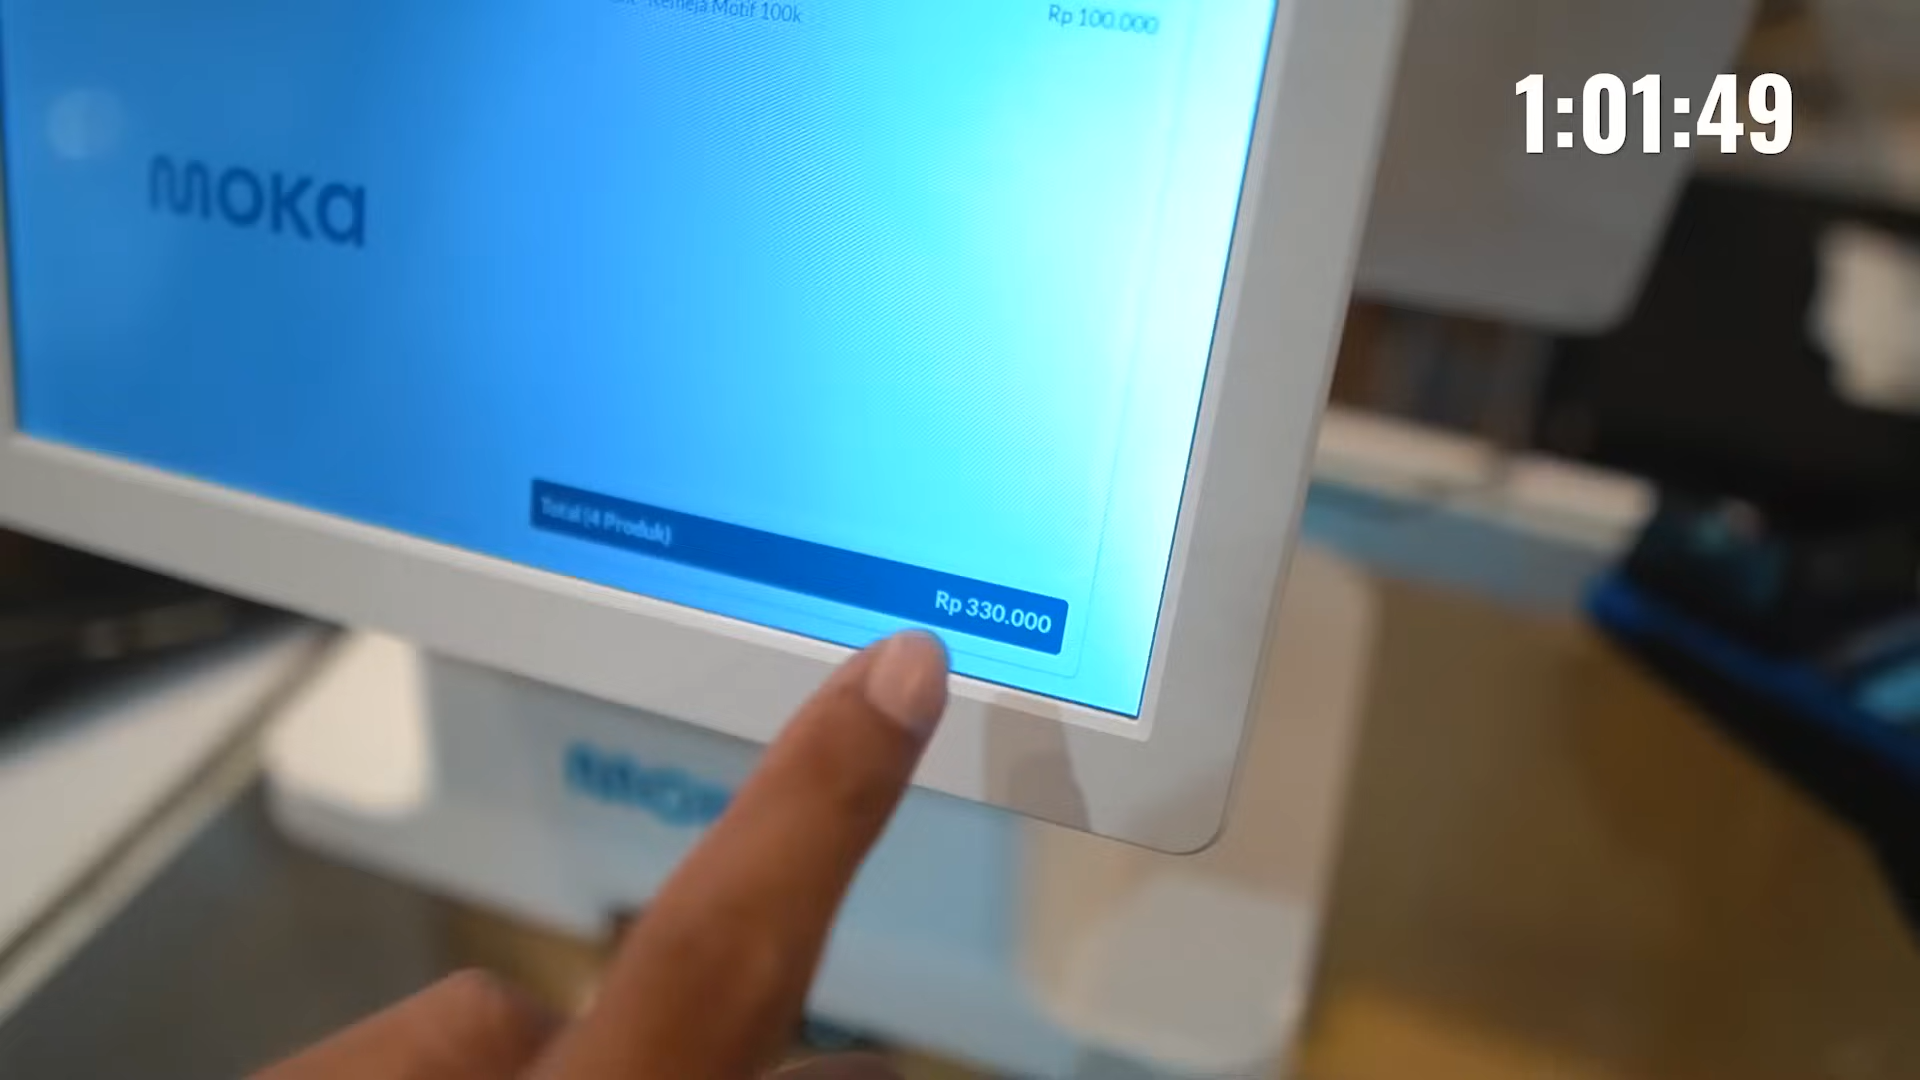 Kemeja Motif 100k
Rp 100.000
1:01:49
moka
Total (4 Produk)
Rp 330.000